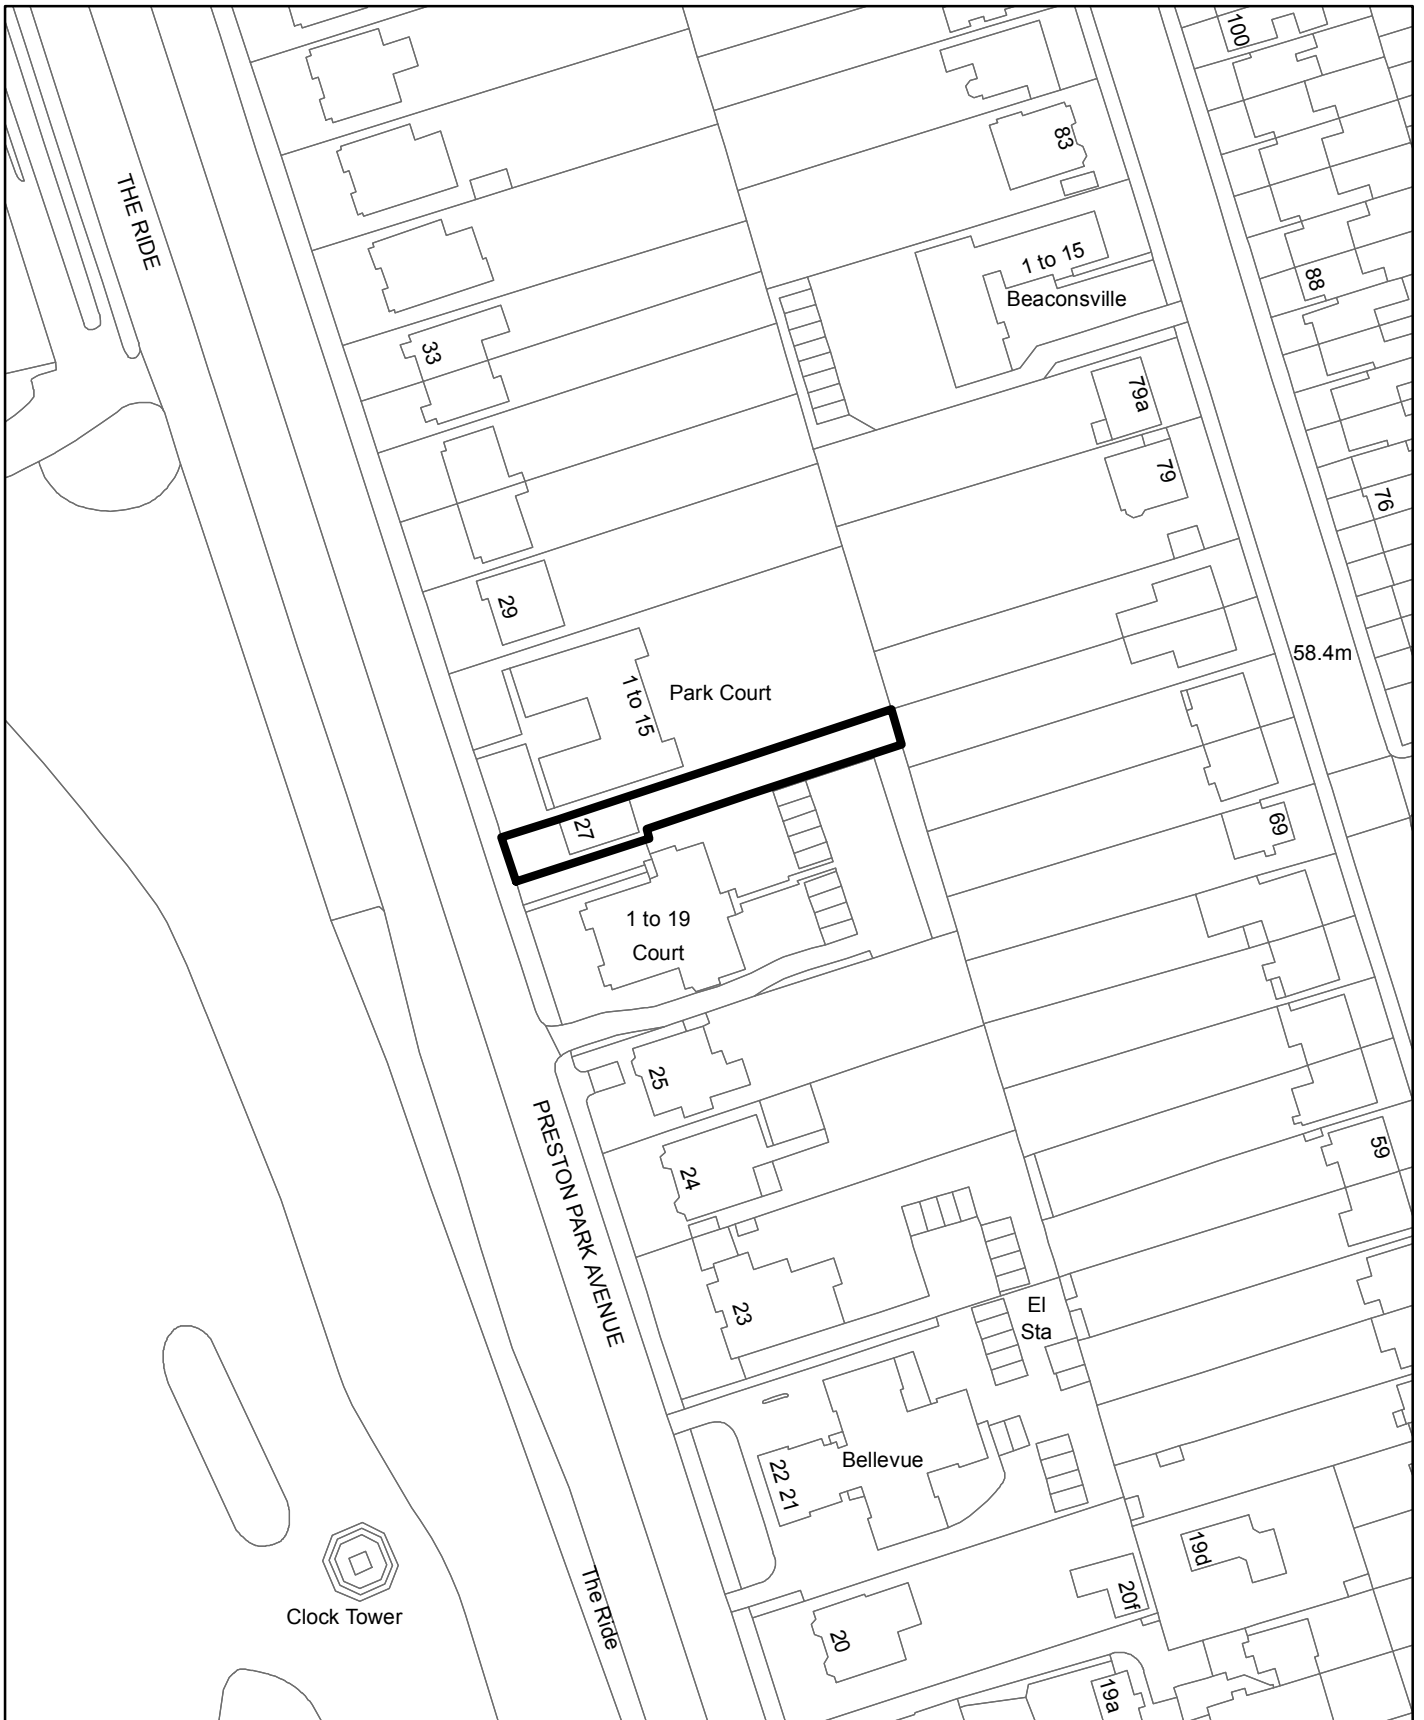 100
THE RIDE
83
1 to 15
Beaconsville
88
33
79a
79
76
29
58.4m
1 to 15
Park Court
27
69
1 to 19
Court
25
PRESTON PARK AVENUE
24
59
23
El
Sta
Bellevue
22 21
19d
20f
Clock Tower
The Ride
20
19a